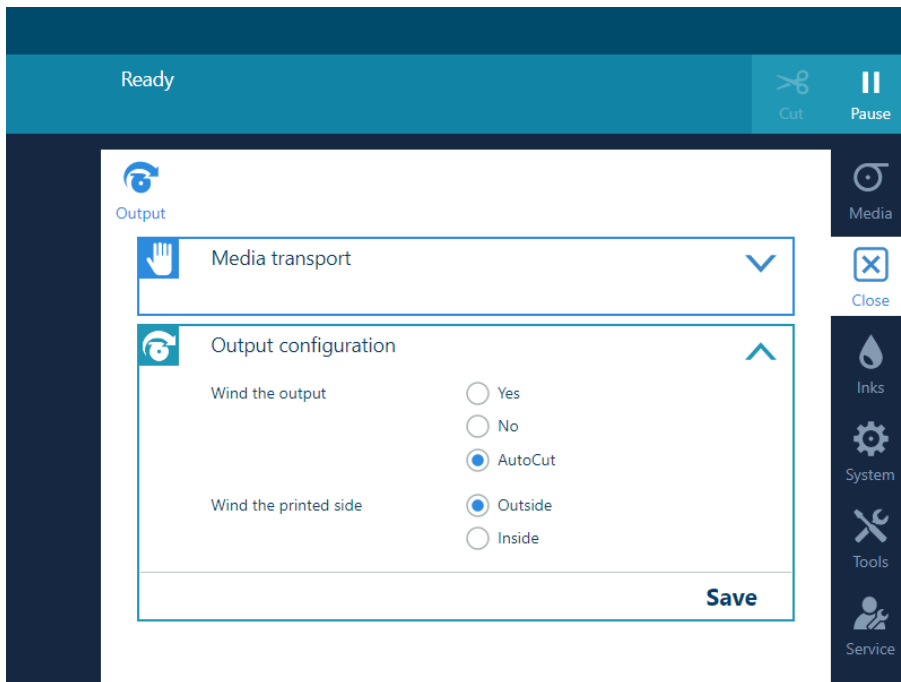 Ready
Cut
Pause
Output
Media
Media transport
Close
Output configuration
Wind the output
Yes
No
AutoCut
Wind the printed side
Outside
Inside
Save
Inks
System
Tools
Service